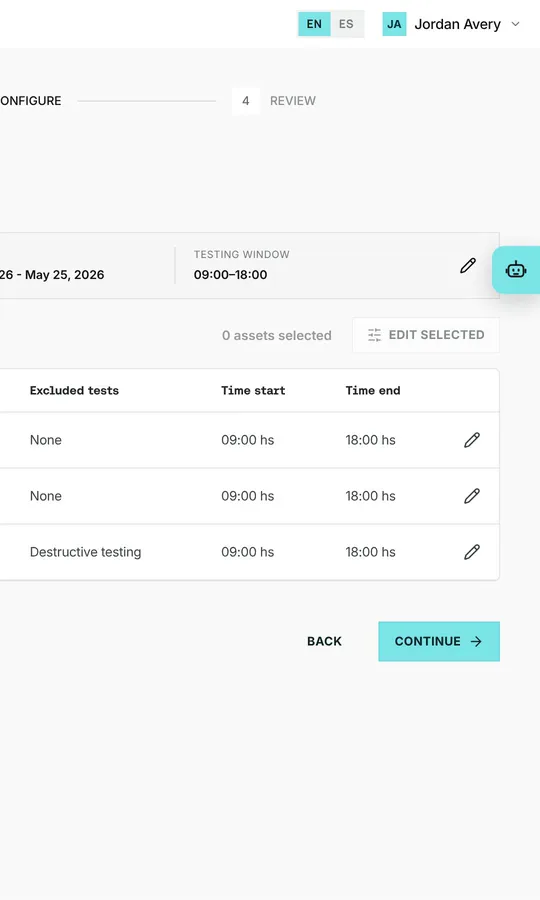 EN ES JA Jordan Avery
ONFIGURE 4 REVIEW
TESTING WINDOW
26 - May 25, 2026 09:00–18:00
0 assets selected EDIT SELECTED
Excluded tests Time start Time end
None 09:00 hs 18:00 hs
None 09:00 hs 18:00 hs
Destructive testing 09:00 hs 18:00 hs
BACK CONTINUE